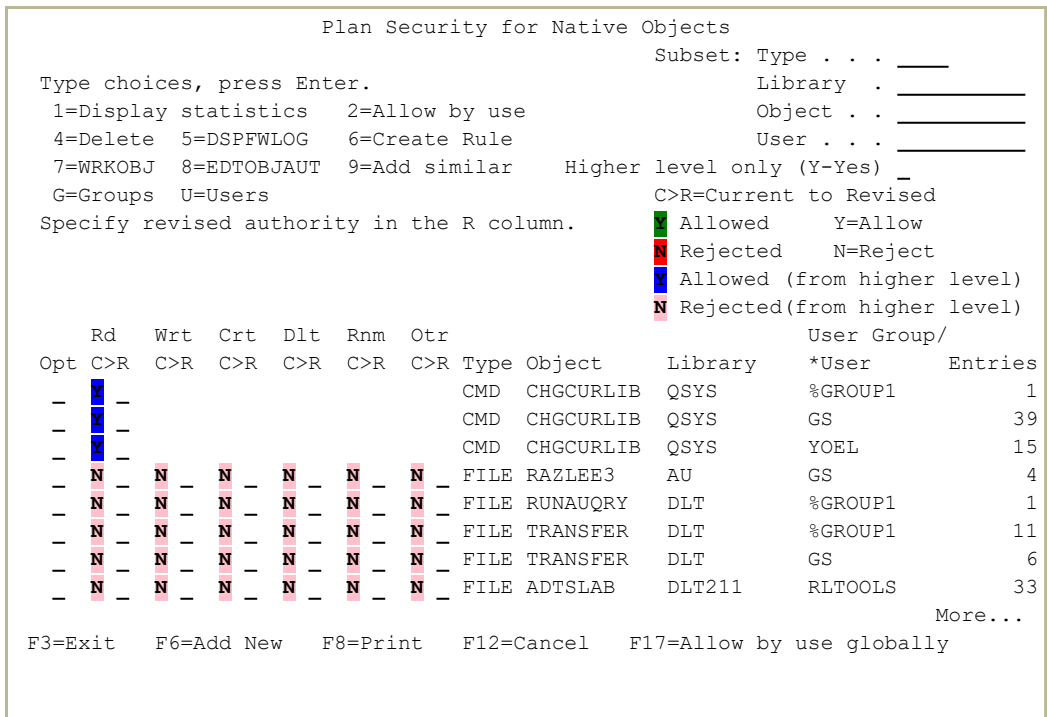 Plan Security for Native Objects
Subset: Type . . . ____
Type choices, press Enter. Library . __________
1=Display statistics 2=Allow by use Object . . __________
4=Delete 5=DSPFWLOG 6=Create Rule User . . . __________
7=WRKOBJ 8=EDTOBJAUT 9=Add similar Higher level only (Y-Yes) _
G=Groups U=Users C>R=Current to Revised
Specify revised authority in the R column. Y Allowed Y=Allow
N Rejected N=Reject
Y Allowed (from higher level)
N Rejected(from higher level)
Rd Wrt Crt Dlt Rnm Otr User Group/
Opt C>R C>R C>R C>R C>R C>R Type Object Library *User Entries
_ Y _ CMD CHGCURLIB QSYS %GROUP1 1
_ Y _ CMD CHGCURLIB QSYS GS 39
_ Y _ CMD CHGCURLIB QSYS YOEL 15
_ N _ N _ N _ N _ N _ N _ FILE RAZLEE3 AU GS 4
_ N _ N _ N _ N _ N _ N _ FILE RUNAUQRY DLT %GROUP1 1
_ N _ N _ N _ N _ N _ N _ FILE TRANSFER DLT %GROUP1 11
_ N _ N _ N _ N _ N _ N _ FILE TRANSFER DLT GS 6
_ N _ N _ N _ N _ N _ N _ FILE ADTSLAB DLT211 RLTOOLS 33
More...
F3=Exit F6=Add New F8=Print F12=Cancel F17=Allow by use globally